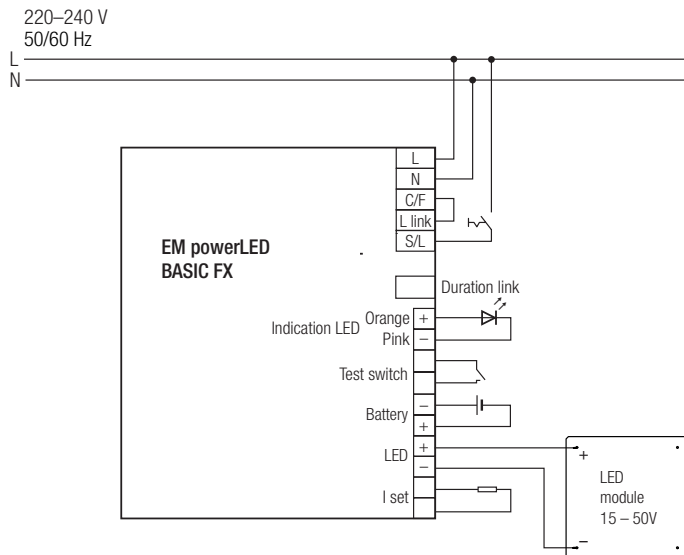 220–240 V
50/60 Hz
L
N
L
N
C/F
L link
S/L
EM powerLED
BASIC FX
Duration link
Indication LED
Orange +
Pink −
Test switch
Battery
−
+
LED
+
−
I set
+
LED
module
15 – 50V
−